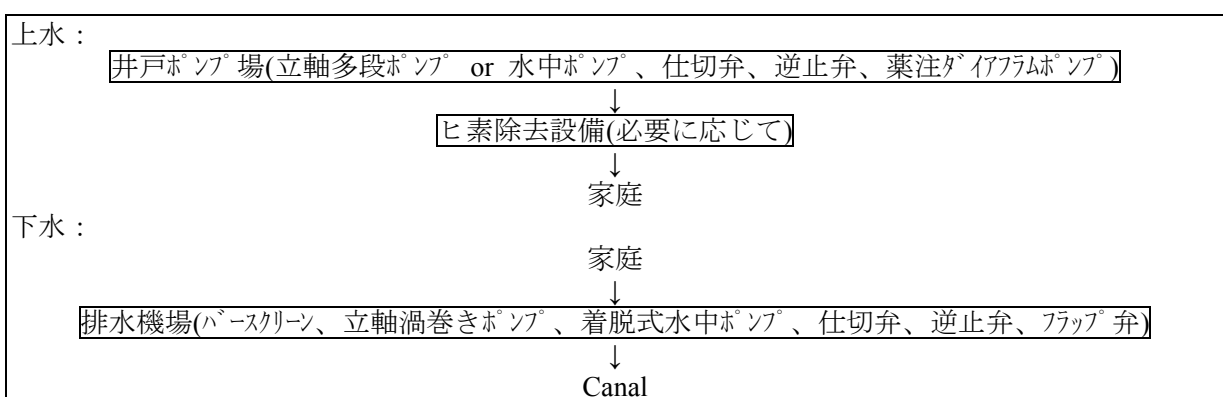 上水：
井戸ﾎﾟﾝﾌﾟ場(立軸多段ﾎﾟﾝﾌﾟ or 水中ﾎﾟﾝﾌﾟ、仕切弁、逆止弁、薬注ﾀﾞｲｱﾌﾗﾑﾎﾟﾝﾌﾟ)
↓
ヒ素除去設備(必要に応じて)
↓
家庭
下水：
家庭
↓
排水機場(ﾊﾞｰｽｸﾘｰﾝ、立軸渦巻きﾎﾟﾝﾌﾟ、着脱式水中ﾎﾟﾝﾌﾟ、仕切弁、逆止弁、ﾌﾗｯﾌﾟ弁)
↓
Canal